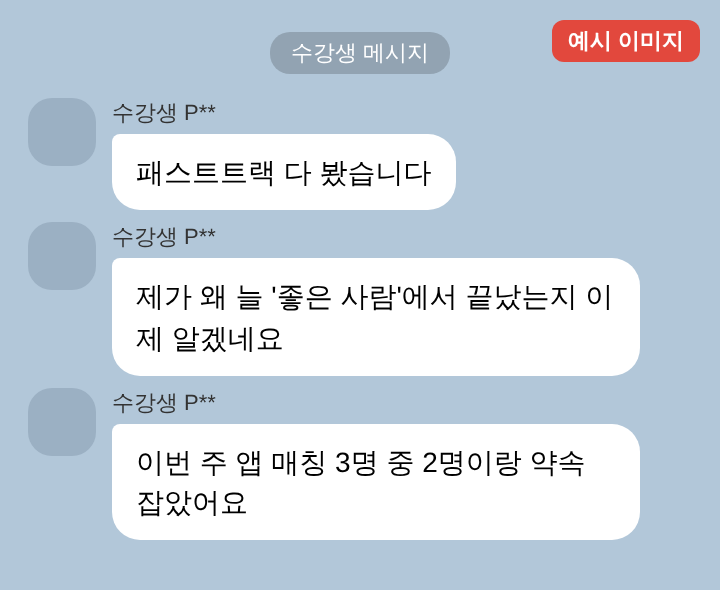 예시 이미지
수강생 메시지
수강생 P**
패스트트랙 다 봤습니다
수강생 P**
제가 왜 늘 '좋은 사람'에서 끝났는지 이
제 알겠네요
수강생 P**
이번 주 앱 매칭 3명 중 2명이랑 약속
잡았어요